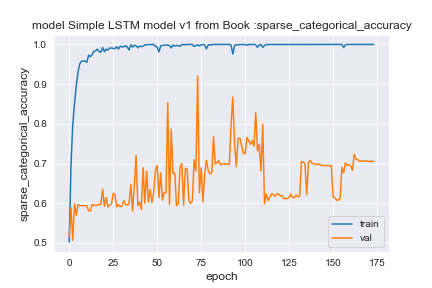 model Simple LSTM model v1 from Book :sparse_categorical_accuracy
1.0
0.9
0.8
0.7
0.6
0.5
sparse_categorical_accuracy
0 25 50 75 100 125 150 175
epoch
train
val